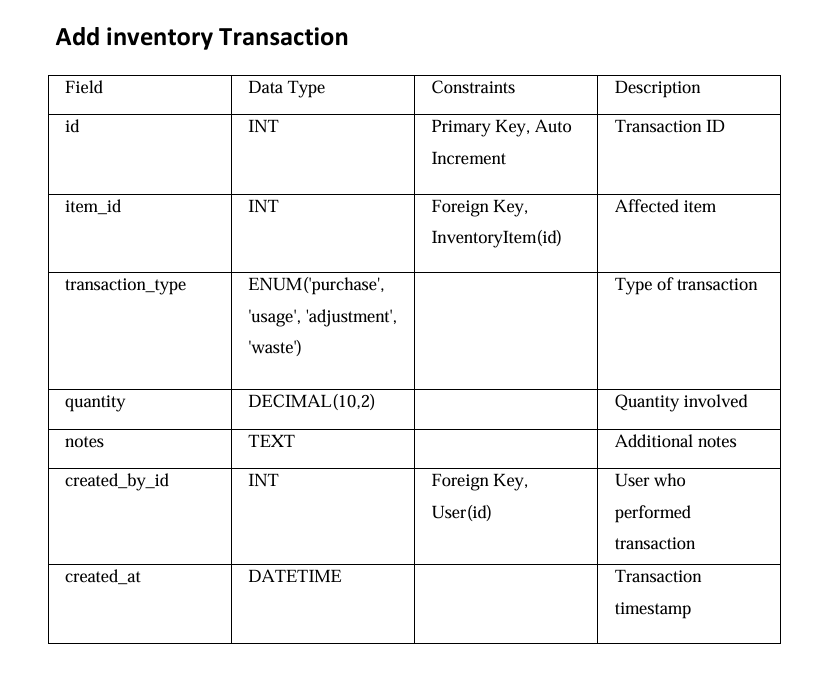 Add inventory Transaction
Field Data Type Constraints Description
id INT Primary Key, Auto Transaction ID
Increment
item_id INT Foreign Key, Affected item
InventoryItem(id)
transaction_type ENUM('purchase', Type of transaction
'usage', 'adjustment',
'waste')
quantity DECIMAL(10,2) Quantity involved
notes TEXT Additional notes
created_by_id INT Foreign Key, User who
User(id) performed
transaction
created_at DATETIME Transaction
timestamp